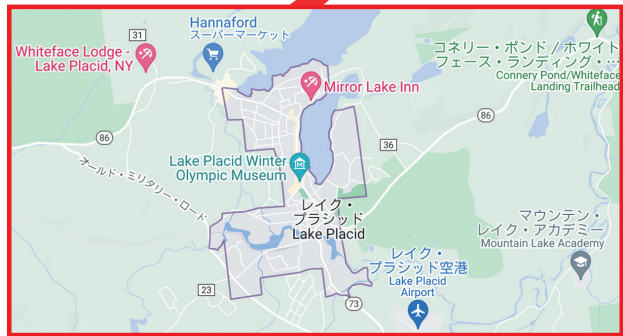 Hannaford
スーパーマーケット
31
Whiteface Lodge -
Lake Placid, NY
コネリー・ポンド / ホワイト
フェース・ランディング・…
Connery Pond/Whiteface
Landing Trailhead
Mirror Lake Inn
86
86
36
オールド・ミリタリー・ロード
Lake Placid Winter
Olympic Museum
レイク・
プラシッド
Lake Placid
マウンテン・
レイク・アカデミー
Mountain Lake Academy
レイク・
プラシッド空港
Lake Placid
Airport
23
73